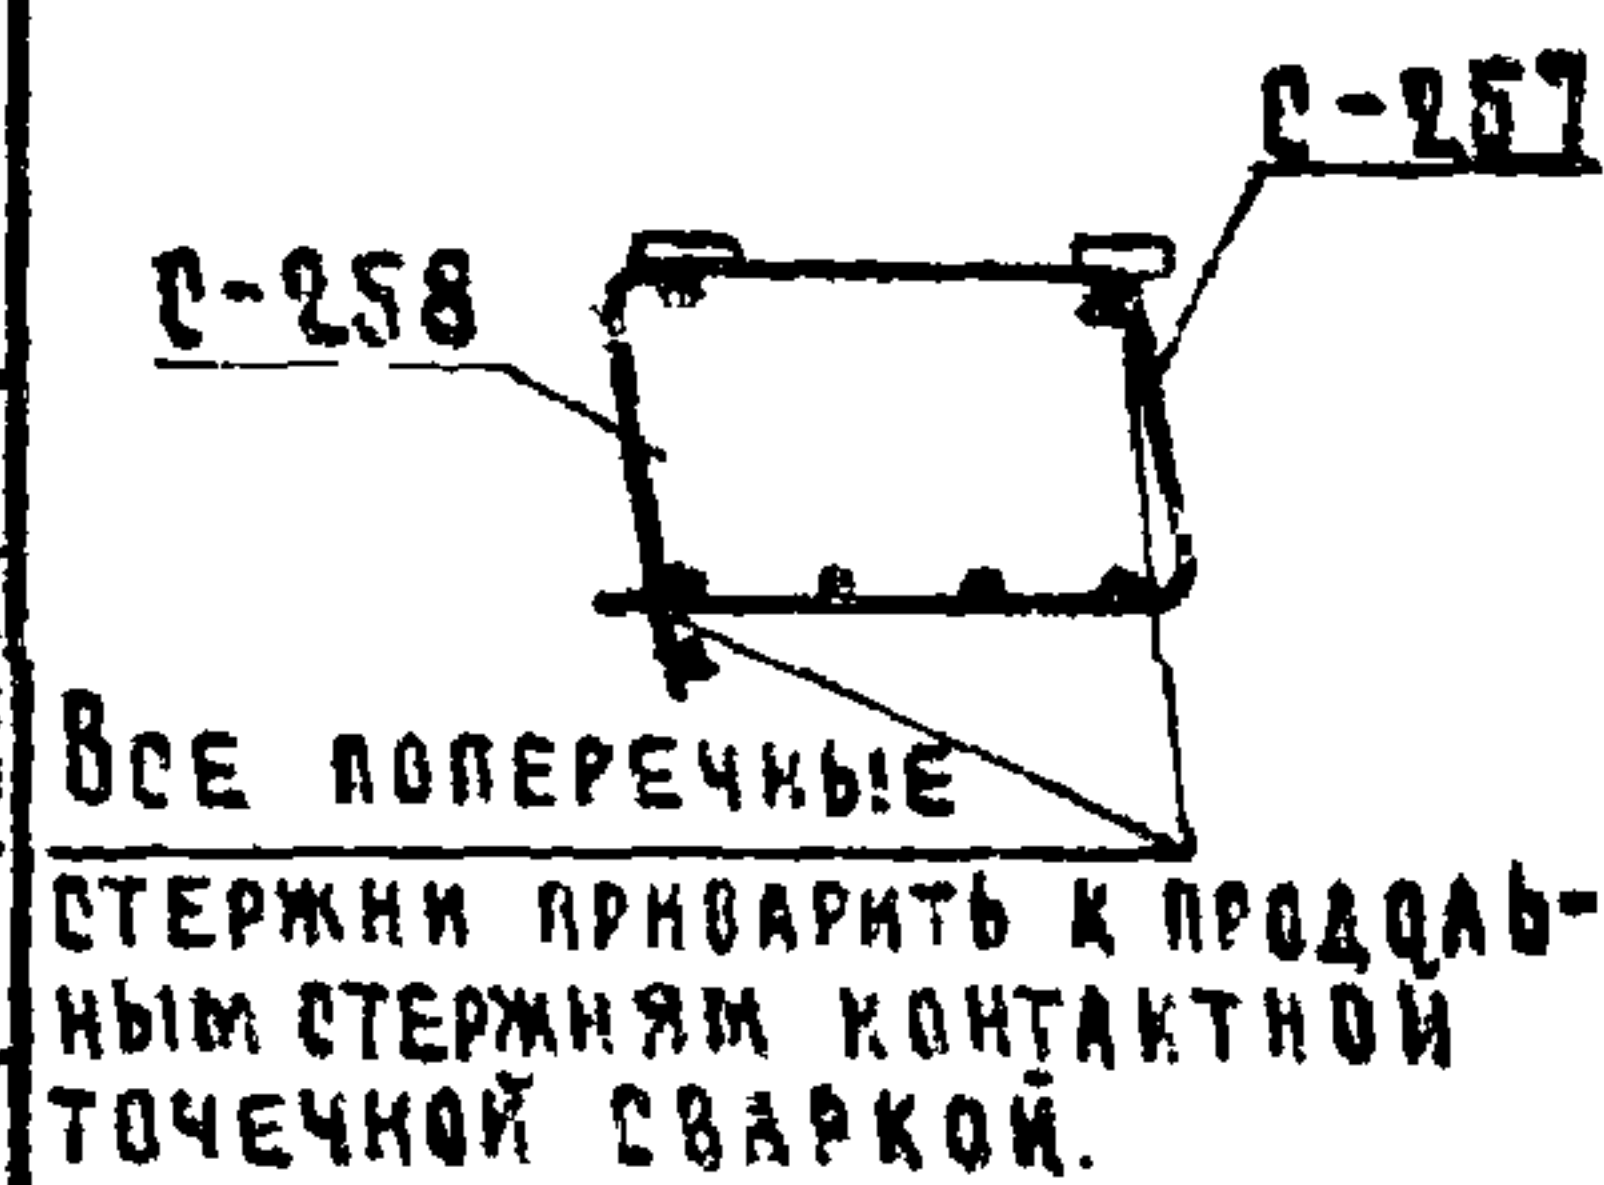 С-257
С-258
Все поперечные
стержни приварить к продоль-
ным стержням контактной
точечной сваркой.